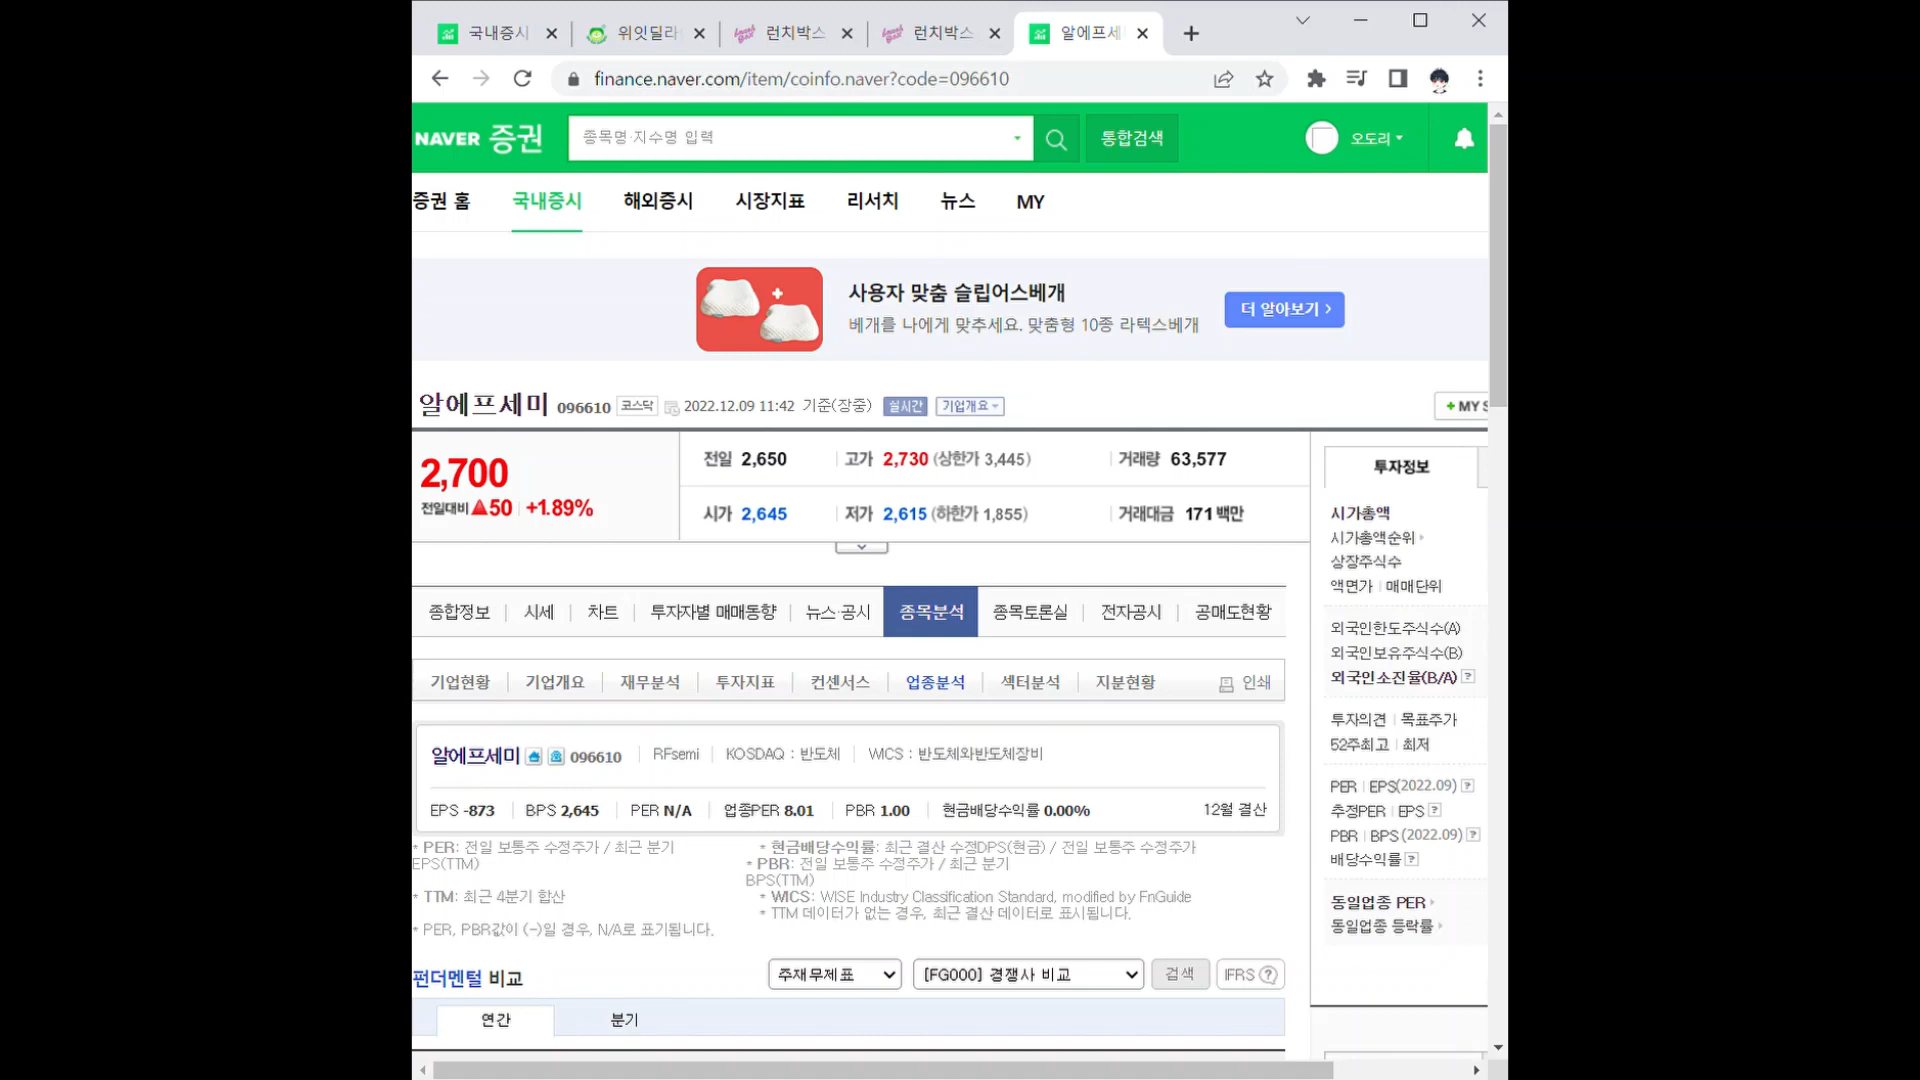 국내증시
위잇딜라
런치박스
런치박스
알에프세
finance.naver.com/item/coinfo.naver?code=096610
NAVER 증권
종목명·지수명 입력
통합검색
오도리
증권 홈 국내증시 해외증시 시장지표 리서치 뉴스 MY
사용자 맞춤 슬립어스베개
베개를 나에게 맞추세요. 맞춤형 10종 라텍스베개
더 알아보기 >
알에프세미 096610 코스닥 2022.12.09 11:42 기준(장중) 실시간 기업개요
+ MY S
2,700
전일대비 ▲50 +1.89%
전일 2,650 고가 2,730 (상한가 3,445) 거래량 63,577
시가 2,645 저가 2,615 (하한가 1,855) 거래대금 171 백만
종합정보 시세 차트 투자자별 매매동향 뉴스·공시 종목분석 종목토론실 전자공시 공매도현황
기업현황 기업개요 재무분석 투자지표 컨센서스 업종분석 섹터분석 지분현황 인쇄
알에프세미 096610 RFsemi KOSDAQ : 반도체 WICS : 반도체와반도체장비
EPS -873 BPS 2,645 PER N/A 업종PER 8.01 PBR 1.00 현금배당수익률 0.00% 12월 결산
* PER: 전일 보통주 수정주가 / 최근 분기
EPS(TTM)
* TTM: 최근 4분기 합산
* PER, PBR값이 (-)일 경우, N/A로 표기됩니다.
* 현금배당수익률: 최근 결산 수정DPS(현금) / 전일 보통주 수정주가
* PBR: 전일 보통주 수정주가 / 최근 분기
BPS(TTM)
* WICS: WISE Industry Classification Standard, modified by FnGuide
* TTM 데이터가 없는 경우, 최근 결산 데이터로 표시됩니다.
펀더멘털 비교
주재무제표
[FG000] 경쟁사 비교
검색
IFRS ?
연간 분기
투자정보
시가총액
시가총액순위
상장주식수
액면가 매매단위
외국인한도주식수(A)
외국인보유주식수(B)
외국인소진율(B/A) ?
투자의견 목표주가
52주최고 최저
PER EPS(2022.09) ?
추정PER EPS ?
PBR BPS (2022.09) ?
배당수익률 ?
동일업종 PER
동일업종 등락률